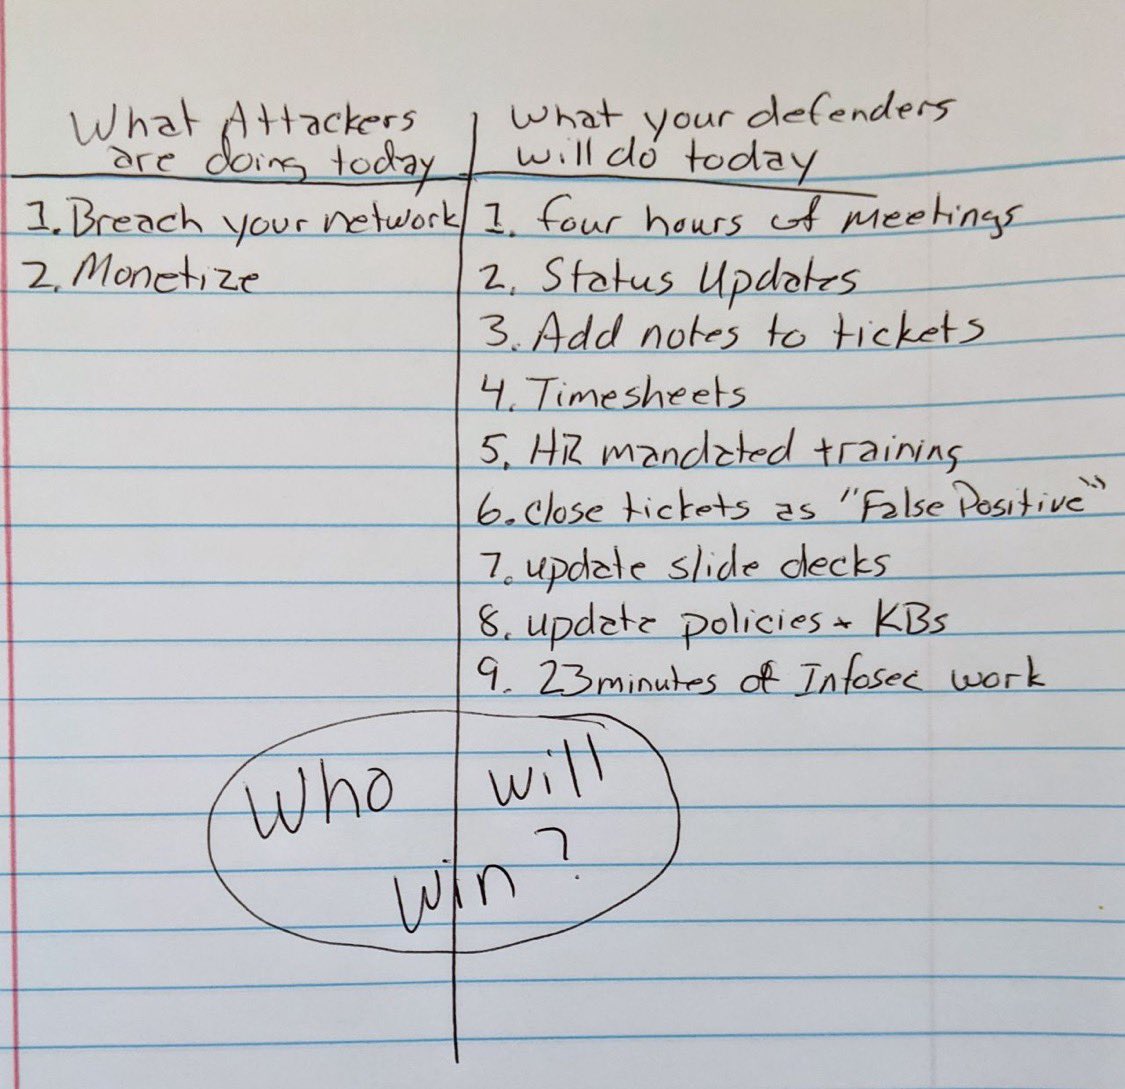 What Attackers
are doing today
1. Breach your network
2. Monetize
What your defenders
will do today
1. four hours of meetings
2. Status Updates
3. Add notes to tickets
4. Timesheets
5. HR mandated training
6. close tickets as "False Positive"
7. update slide decks
8. update policies + KBs
9. 23 minutes of Infosec work
Who will
win?